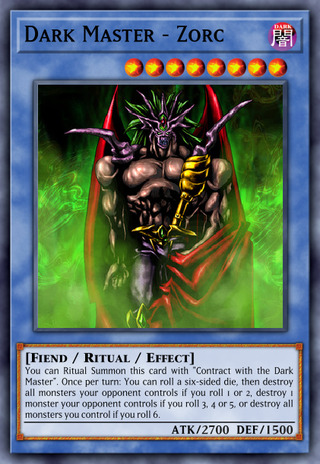 Dark Master - Zorc
DARK
闇
[Fiend / Ritual / Effect]
You can Ritual Summon this card with "Contract with the Dark
Master". Once per turn: You can roll a six-sided die, then destroy
all monsters your opponent controls if you roll 1 or 2, destroy 1
monster your opponent controls if you roll 3, 4 or 5, or destroy all
monsters you control if you roll 6.
ATK/2700 DEF/1500